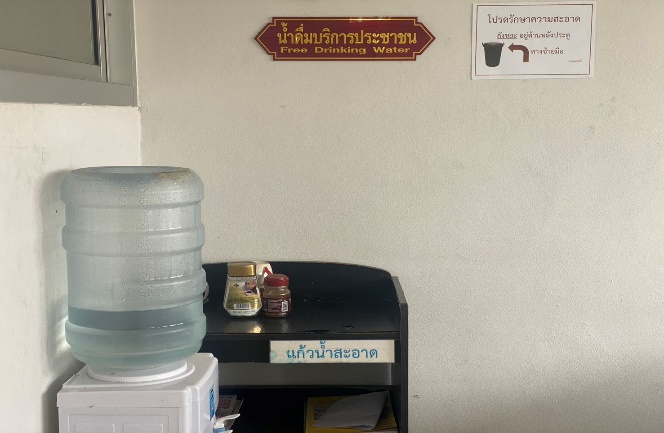 น้ำดื่มบริการประชาชน
Free Drinking Water
โปรดรักษาความสะอาด
ถังขยะ อยู่ด้านหลังประตู
ทางซ้ายมือ
แก้วน้ำสะอาด